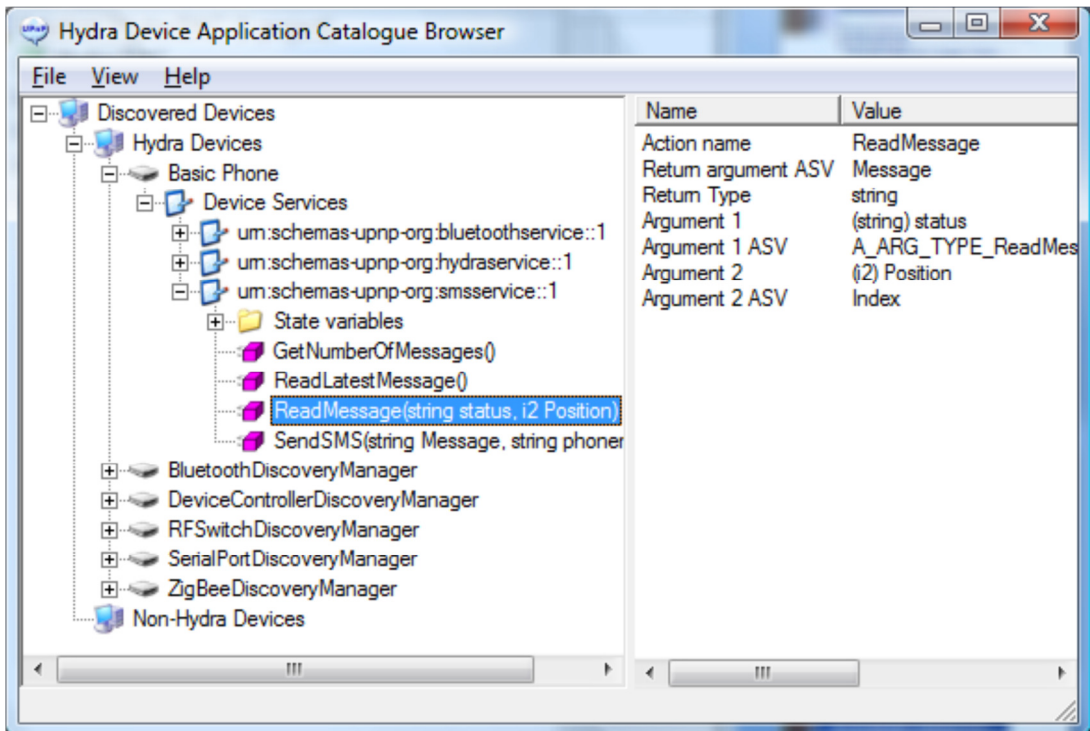 Hydra Device Application Catalogue Browser
File View Help
Discovered Devices
Hydra Devices
Basic Phone
Device Services
urn:schemas-upnp-org:bluetoothservice::1
urn:schemas-upnp-org:hydraservice::1
urn:schemas-upnp-org:smsservice::1
State variables
GetNumberOfMessages()
ReadLatestMessage()
ReadMessage(string status, i2 Position)
SendSMS(string Message, string phoner
BluetoothDiscoveryManager
DeviceControllerDiscoveryManager
RFSwitchDiscoveryManager
SerialPortDiscoveryManager
ZigBeeDiscoveryManager
Non-Hydra Devices
Name Value
Action name ReadMessage
Return argument ASV Message
Return Type string
Argument 1 (string) status
Argument 1 ASV A_ARG_TYPE_ReadMes
Argument 2 (i2) Position
Argument 2 ASV Index